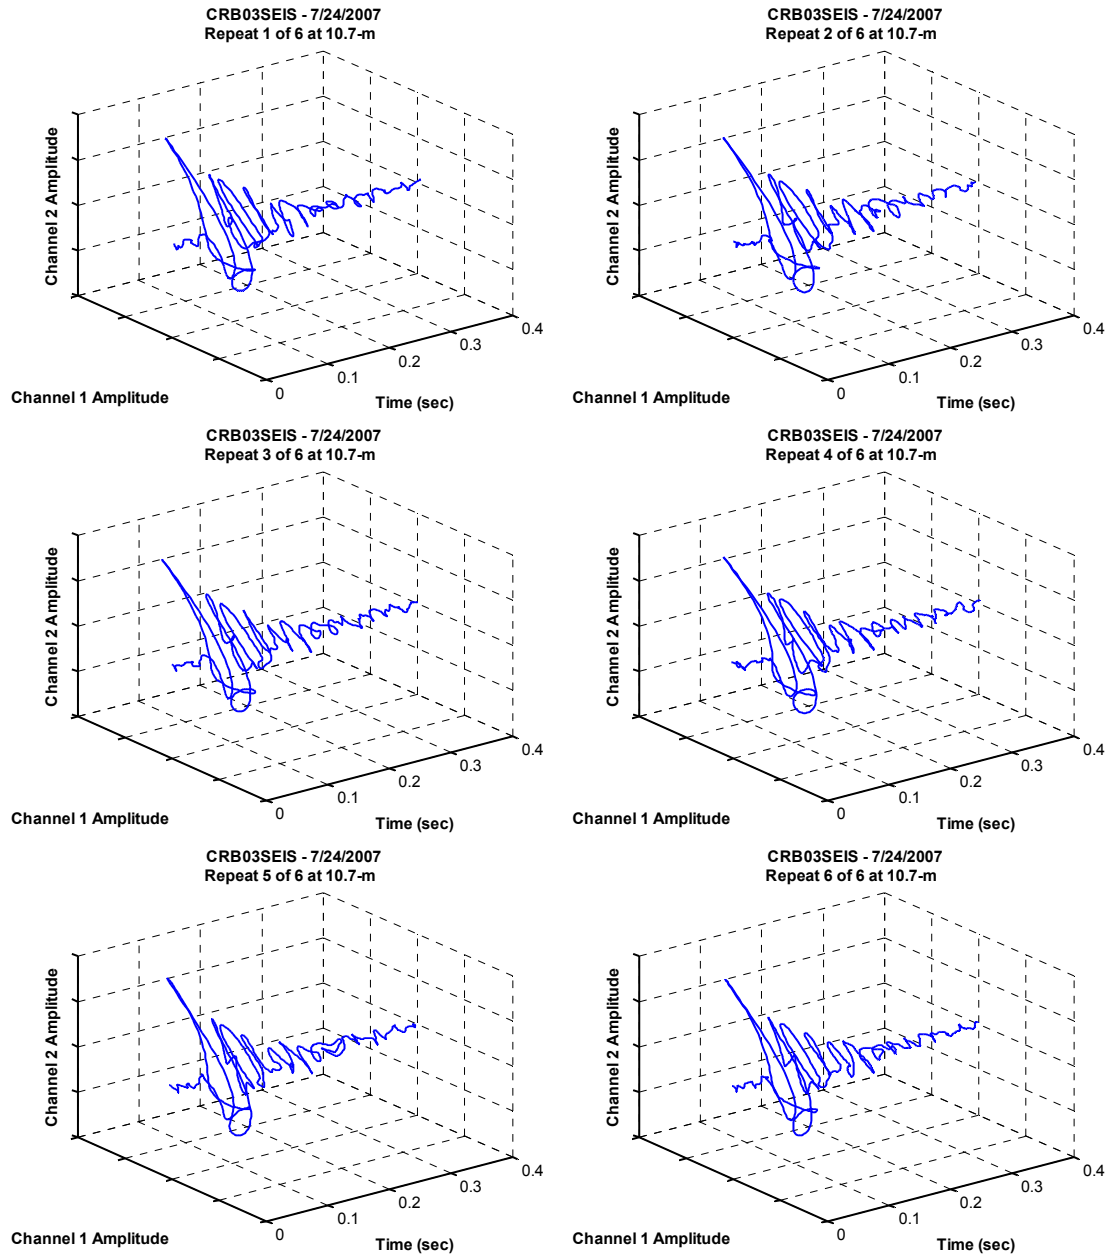 CRB03SEIS - 7/24/2007
Repeat 1 of 6 at 10.7-m
Channel 2 Amplitude
0.4
0.3
0.2
0.1
0
Channel 1 Amplitude
Time (sec)
CRB03SEIS - 7/24/2007
Repeat 2 of 6 at 10.7-m
Channel 2 Amplitude
0.4
0.3
0.2
0.1
0
Channel 1 Amplitude
Time (sec)
CRB03SEIS - 7/24/2007
Repeat 3 of 6 at 10.7-m
Channel 2 Amplitude
0.4
0.3
0.2
0.1
0
Channel 1 Amplitude
Time (sec)
CRB03SEIS - 7/24/2007
Repeat 4 of 6 at 10.7-m
Channel 2 Amplitude
0.4
0.3
0.2
0.1
0
Channel 1 Amplitude
Time (sec)
CRB03SEIS - 7/24/2007
Repeat 5 of 6 at 10.7-m
Channel 2 Amplitude
0.4
0.3
0.2
0.1
0
Channel 1 Amplitude
Time (sec)
CRB03SEIS - 7/24/2007
Repeat 6 of 6 at 10.7-m
Channel 2 Amplitude
0.4
0.3
0.2
0.1
0
Channel 1 Amplitude
Time (sec)